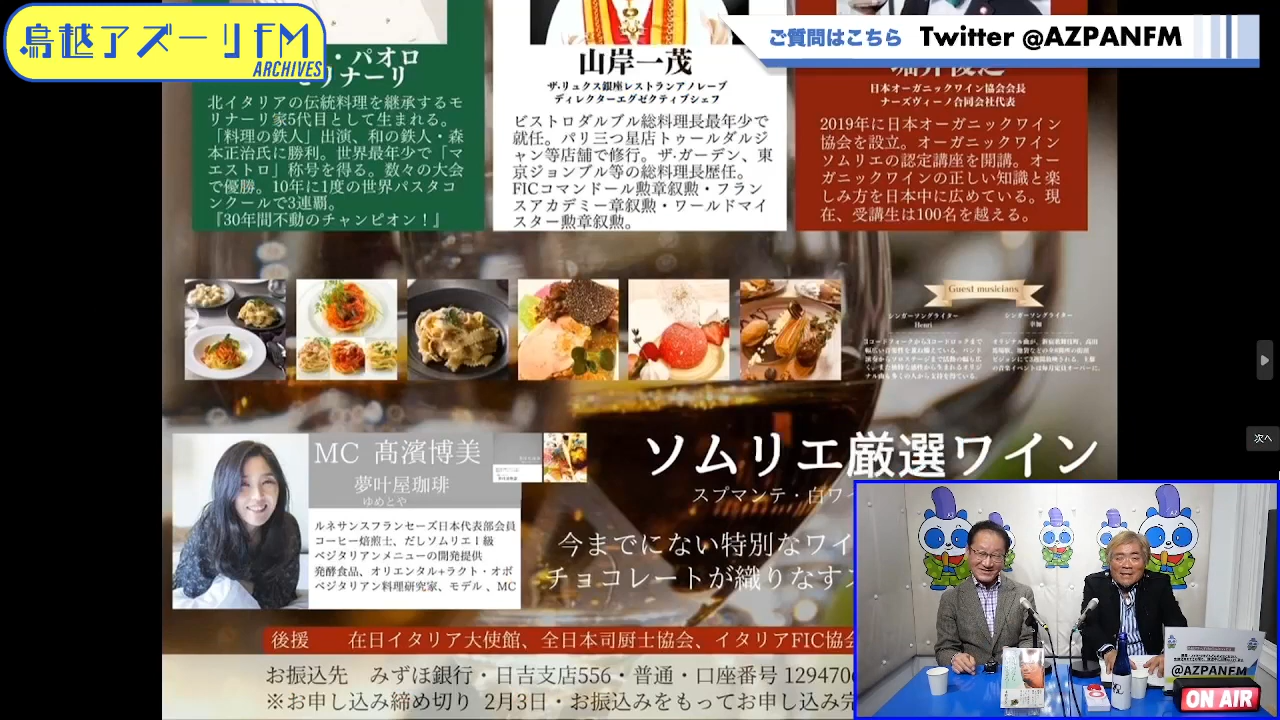 鳥越アズーリFM
ARCHIVES
ご質問はこちら Twitter @AZPANFM
・パオロ
モリナーリ
北イタリアの伝統料理を継承するモ
リナーリ家5代目として生まれる。
「料理の鉄人」出演、和の鉄人・森
本正治氏に勝利。世界最年少で「マ
エストロ」称号を得る。数々の大会
で優勝。10年に1度の世界パスタコ
ンクールで3連覇。
『30年間不動のチャンピオン！』
山岸一茂
ザ・リュクス銀座レストランアノレーブ
ディレクターエグゼクティブシェフ
ビストロダルブル総料理長最年少で
就任。パリ三つ星店トゥールダルジ
ャン等店舗で修行。ザ・ガーデン、東
京ジョンブル等の総料理長歴任。
FICコマンドール勲章叙勲・フラン
スアカデミー章叙勲・ワールドマイ
スター勲章叙勲。
日本オーガニックワイン協会会長
ナーズヴィーノ合同会社代表
2019年に日本オーガニックワイン
協会を設立。オーガニックワイン
ソムリエの認定講座を開講。オー
ガニックワインの正しい知識と楽
しみ方を日本中に広めている。現
在、受講生は100名を越える。
Guest musicians
シンガーソングライター
Henri
シンガーソングライター
MC 髙濱博美
夢叶屋珈琲
ゆめとや
ルネサンスフランセーズ日本代表部会員
コーヒー焙煎士、だしソムリエ1級
ベジタリアンメニューの開発提供
発酵食品、オリエンタル+ラクト・オボ
ベジタリアン料理研究家、モデル、MC
ソムリエ厳選ワイン
スプマンテ・白ワイ
今までにない特別なワイ
チョコレートが織りなす
後援 在日イタリア大使館、全日本司厨士協会、イタリアFIC協会
お振込先 みずほ銀行・日吉支店556・普通・口座番号 129470
※お申し込み締め切り 2月3日・お振込みをもってお申し込み完
次へ
@AZPANFM
ON AIR